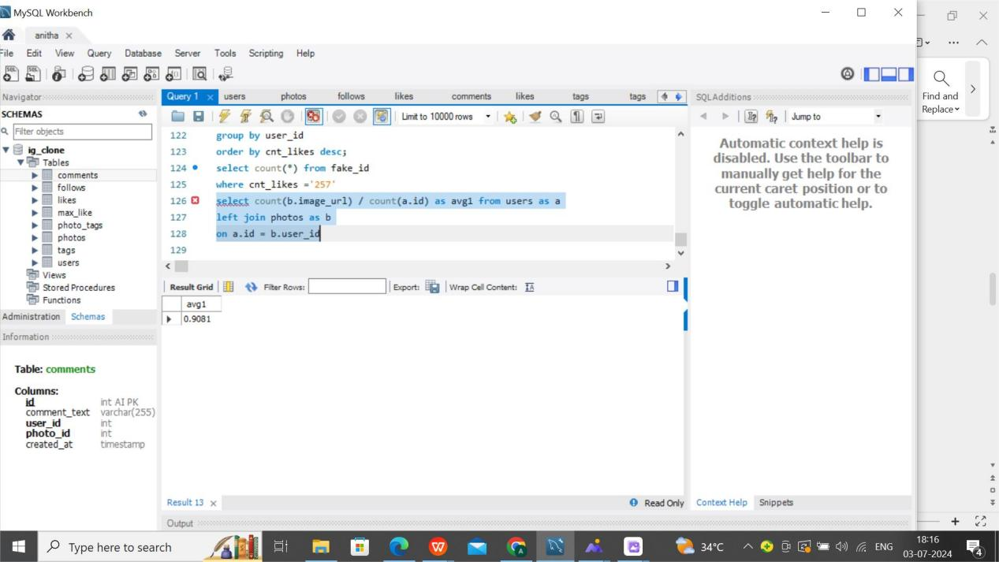 MySQL Workbench
anitha
File Edit View Query Database Server Tools Scripting Help
Navigator
SCHEMAS
Filter objects
ig_clone
Tables
comments
follows
likes
max_like
photo_tags
photos
tags
users
Views
Stored Procedures
Functions
Administration Schemas
Information
Table: comments
Columns:
id int AI PK
comment_text varchar(255)
user_id int
photo_id int
created_at timestamp
Query 1 users photos follows likes comments likes tags tags
Limit to 10000 rows
122 group by user_id
123 order by cnt_likes desc;
124 select count(*) from fake_id
125 where cnt_likes ='257'
126 select count(b.image_url) / count(a.id) as avg1 from users as a
127 left join photos as b
128 on a.id = b.user_id
129
Result Grid Filter Rows: Export: Wrap Cell Content:
avg1
0.9081
Result 13 Read Only
Output
SQLAdditions
Jump to
Automatic context help is
disabled. Use the toolbar to
manually get help for the
current caret position or to
toggle automatic help.
Context Help Snippets
Find and
Replace
Type here to search
34°C
ENG
18:16
03-07-2024
4